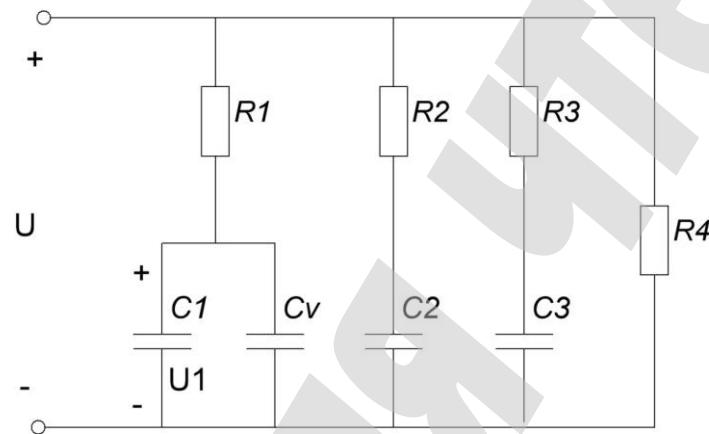 +
R1
R2
R3
U
R4
+
C1
Cv
C2
C3
U1
-
-